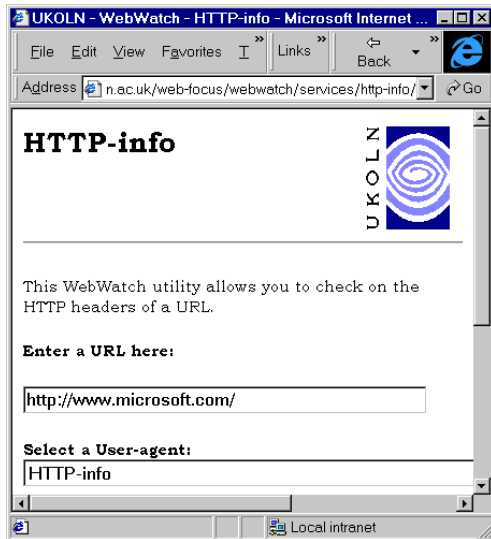 UKOLN - WebWatch - HTTP-info - Microsoft Internet ...
File Edit View Favorites T » Links » Back »
Address n.ac.uk/web-focus/webwatch/services/http-info/ Go
HTTP-info
UKOLN
This WebWatch utility allows you to check on the
HTTP headers of a URL.
Enter a URL here:
http://www.microsoft.com/
Select a User-agent:
HTTP-info
Local intranet